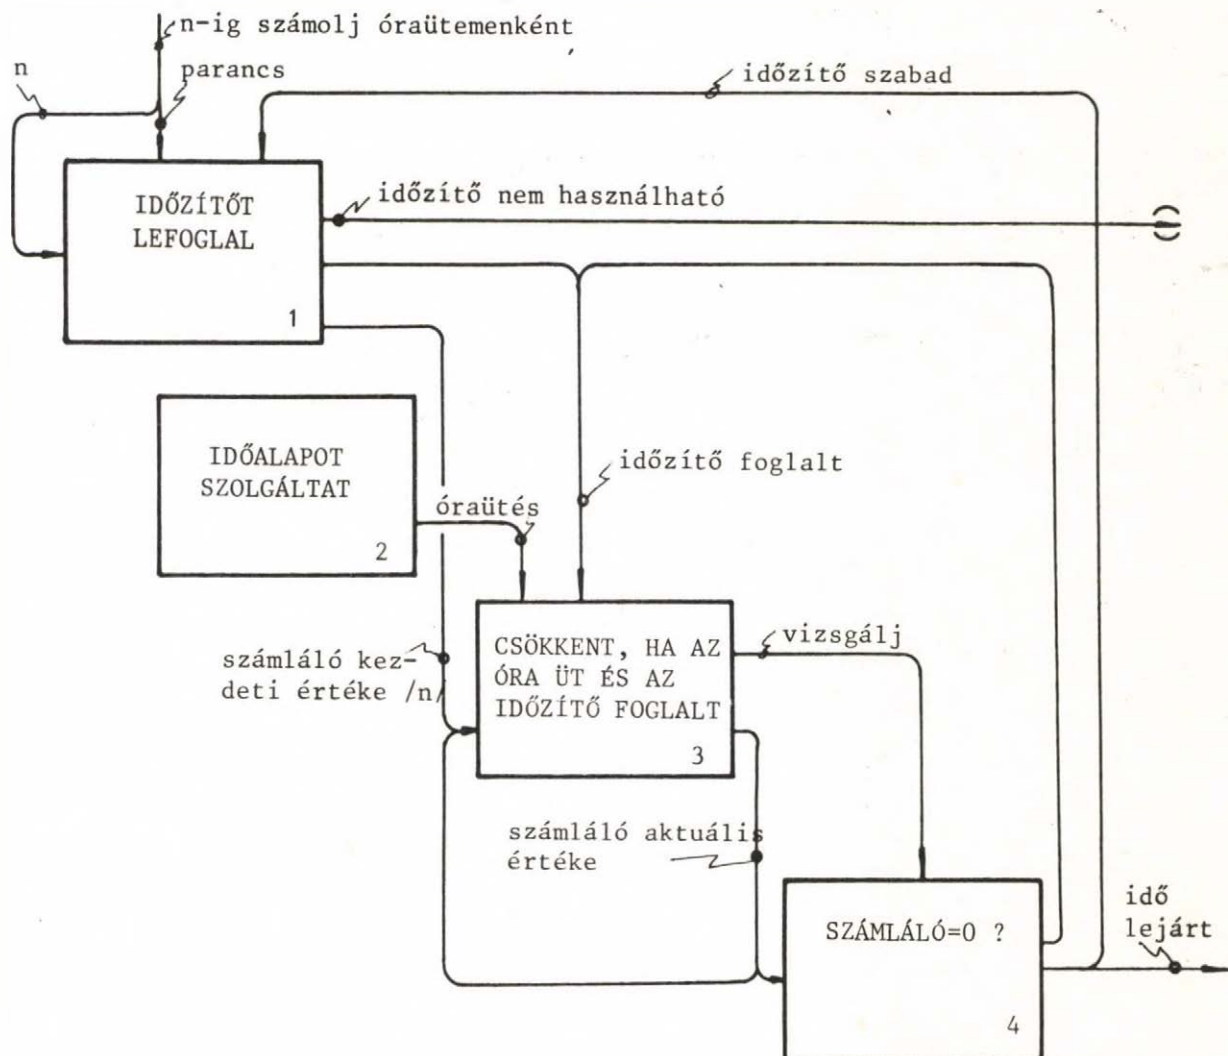 n-ig számolj óraütemenként
n
parancs
időzítő szabad
időzítő nem használható
IDŐZÍTŐT
LEFOGLAL
1
IDŐALAPOT
SZOLGÁLTAT
2
időzítő foglalt
óraütés
számláló kez-
deti értéke /n/
CSÖKKENT, HA AZ
ÓRA ÜT ÉS AZ
IDŐZÍTŐ FOGLALT
3
vizsgálj
számláló aktuális
értéke
SZÁMLÁLÓ=0 ?
4
idő
lejárt